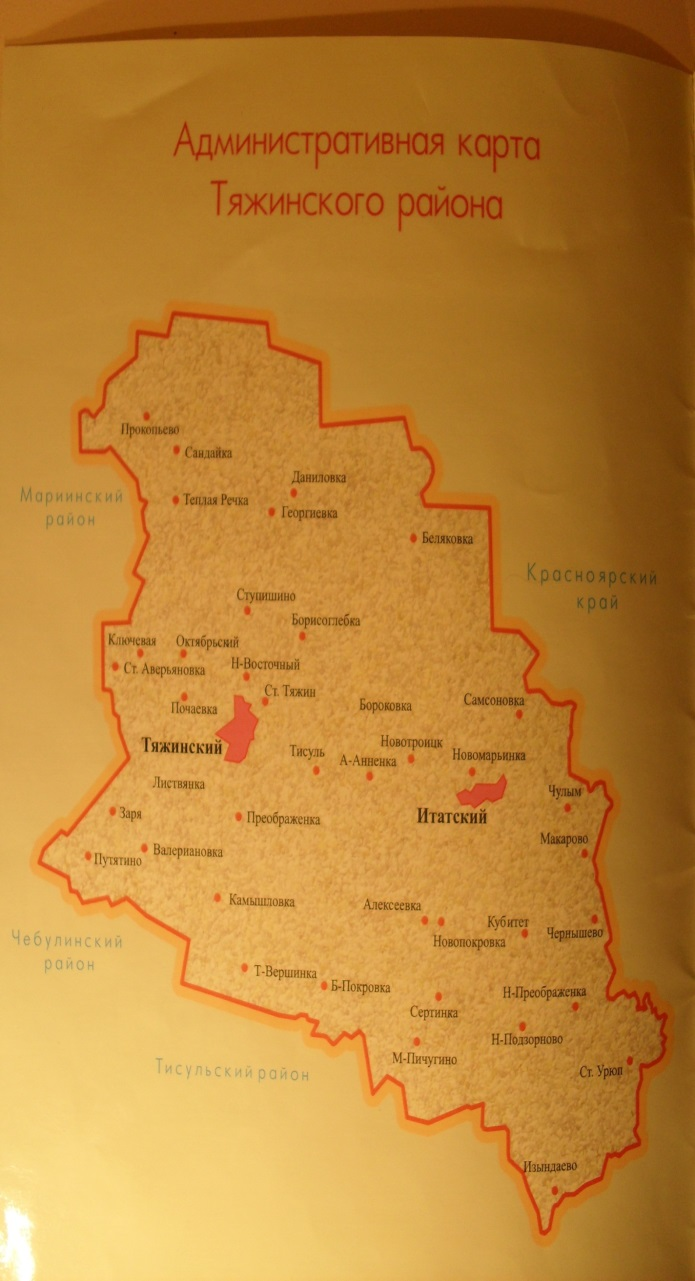 Административная карта
Тяжинского района
Прокопьево
Сандайка
Даниловка
Мариинский
район
Теплая Речка
Георгиевка
Беляковка
Красноярский
край
Ступишино
Борисоглебка
Ключевая
Октябрьский
Н-Восточный
Ст. Аверьяновка
Ст. Тяжин
Почаевка
Бороковка
Самсоновка
Тяжинский
Тисуль
Новотроицк
А-Анненка
Новомарьинка
Листвянка
Чулым
Заря
Преображенка
Итатский
Макарово
Путятино
Валериановка
Камышловка
Алексеевка
Кубитет
Чернышево
Новопокровка
Чебулинский
район
Т-Вершинка
Б-Покровка
Н-Преображенка
Сертинка
Н-Подзорново
М-Пичугино
Тисульский район
Ст. Урюп
Изындаево